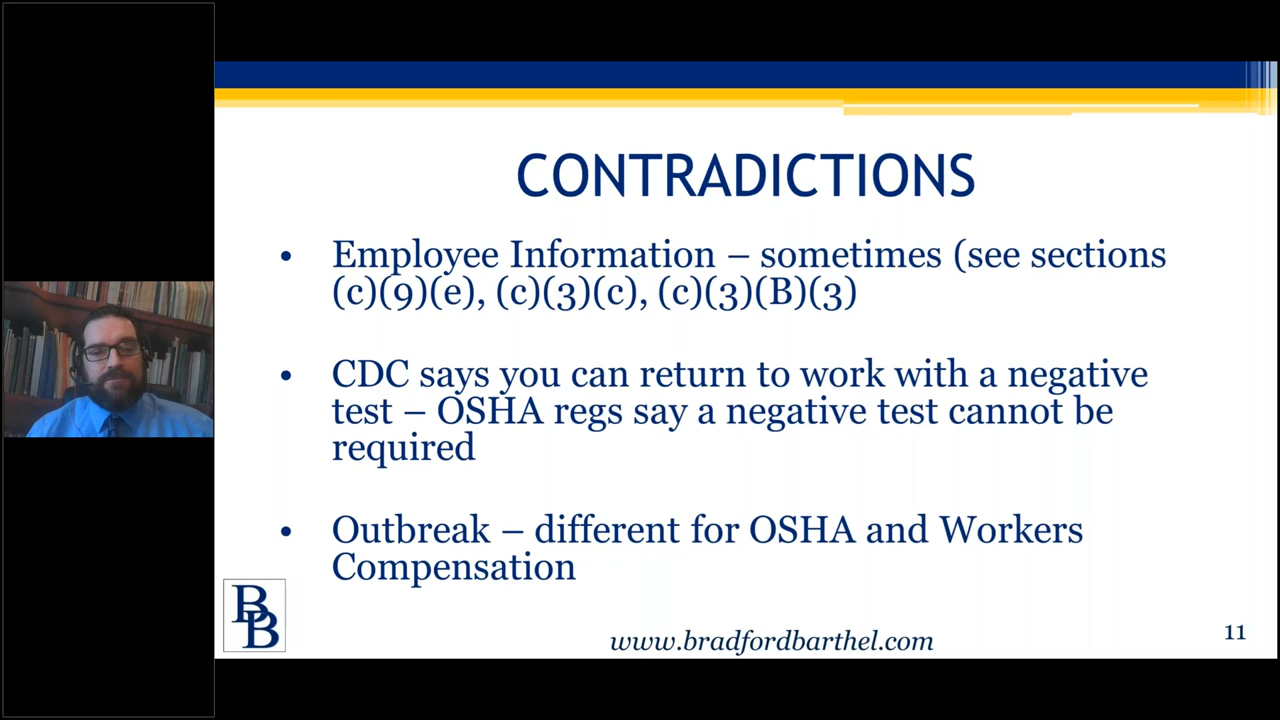 CONTRADICTIONS
• Employee Information – sometimes (see sections
(c)(9)(e), (c)(3)(c), (c)(3)(B)(3)
• CDC says you can return to work with a negative
test – OSHA regs say a negative test cannot be
required
• Outbreak – different for OSHA and Workers
Compensation
BB
www.bradfordbarthel.com
11